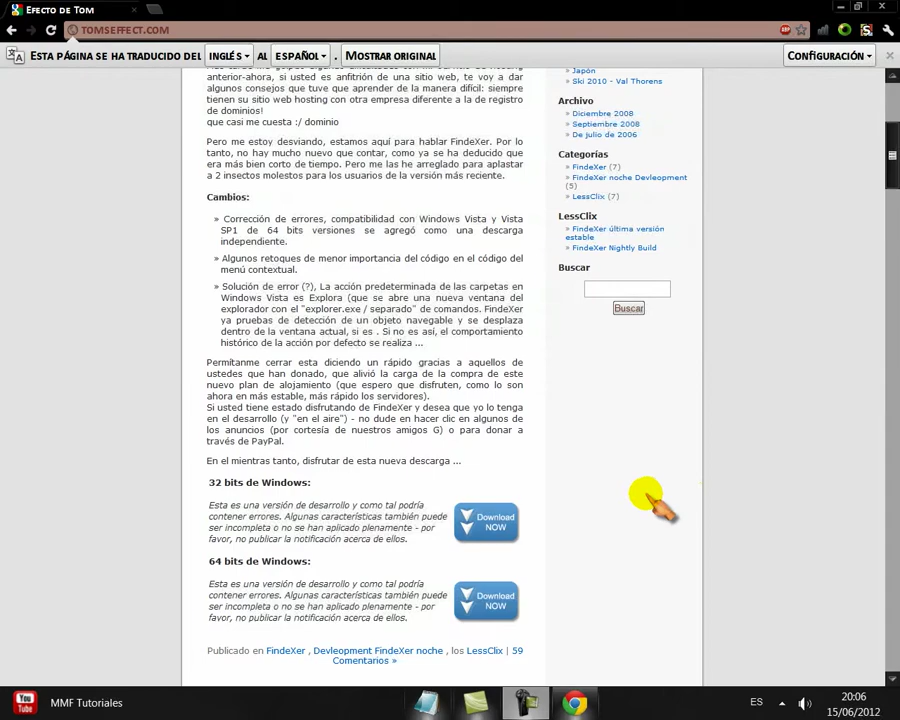 Efecto de Tom
tomseffect.com
Esta página se ha traducido del inglés al español . Mostrar original Configuración
anterior-ahora, si usted es anfitrión de una sitio web, te voy a dar
algunos consejos que tuve que aprender de la manera difícil: siempre
tienen su sitio web hosting con otra empresa diferente a la de registro
de dominios!
que casi me cuesta :/ dominio
Pero me estoy desviando, estamos aquí para hablar FindeXer. Por lo
tanto, no hay mucho nuevo que contar, como ya se ha deducido que
era más bien corto de tiempo. Pero me las he arreglado para aplastar
a 2 insectos molestos para los usuarios de la versión más reciente.
Cambios:
» Corrección de errores, compatibilidad con Windows Vista y Vista
SP1 de 64 bits versiones se agregó como una descarga
independiente.
» Algunos retoques de menor importancia del código en el código del
menú contextual.
» Solución de error (?), La acción predeterminada de las carpetas en
Windows Vista es Explora (que se abre una nueva ventana del
explorador con el "explorer.exe / separado" de comandos. FindeXer
ya pruebas de detección de un objeto navegable y se desplaza
dentro de la ventana actual, si es . Si no es así, el comportamiento
histórico de la acción por defecto se realiza ...
Permítanme cerrar esta diciendo un rápido gracias a aquellos de
ustedes que han donado, que alivió la carga de la compra de este
nuevo plan de alojamiento (que espero que disfruten, como lo son
ahora en más estable, más rápido los servidores).
Si usted tiene estado disfrutando de FindeXer y desea que yo lo tenga
en el desarrollo (y "en el aire") - no dude en hacer clic en algunos de
los anuncios (por cortesía de nuestros amigos G) o para donar a
través de PayPal.
En el mientras tanto, disfrutar de esta nueva descarga ...
32 bits de Windows:
Esta es una versión de desarrollo y como tal podría
contener errores. Algunas características también puede
ser incompleta o no se han aplicado plenamente - por
favor, no publicar la notificación acerca de ellos.
Download
NOW
64 bits de Windows:
Esta es una versión de desarrollo y como tal podría
contener errores. Algunas características también puede
ser incompleta o no se han aplicado plenamente - por
favor, no publicar la notificación acerca de ellos.
Download
NOW
Publicado en FindeXer , Devleopment FindeXer noche , los LessClix | 59
Comentarios »
» Japón
» Ski 2010 - Val Thorens
Archivo
» Diciembre 2008
» Septiembre 2008
» De julio de 2006
Categorías
» FindeXer (7)
» FindeXer noche Devleopment
(5)
» LessClix (7)
LessClix
» FindeXer última versión
estable
» FindeXer Nightly Build
Buscar
Buscar
You
Tube
MMF Tutoriales
ES
20:06
15/06/2012